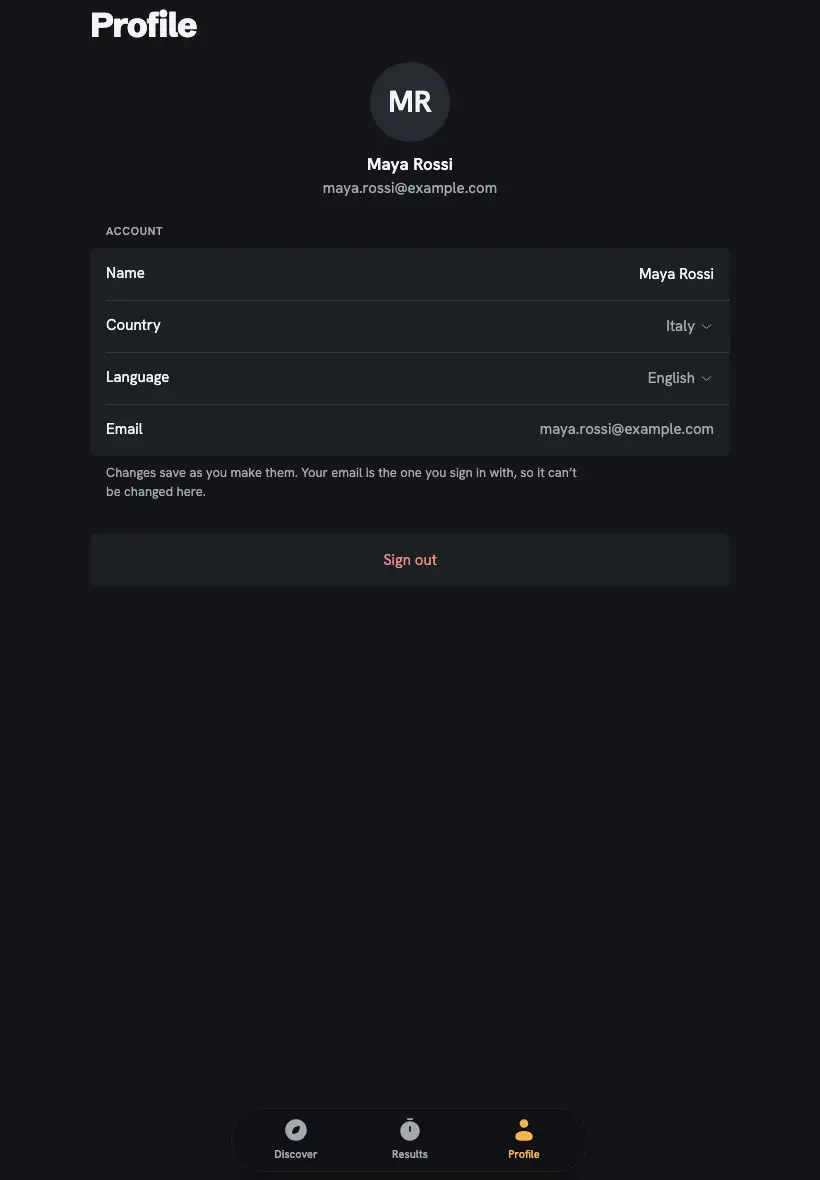 Profile
MR
Maya Rossi
maya.rossi@example.com
ACCOUNT
Name Maya Rossi
Country Italy
Language English
Email maya.rossi@example.com
Changes save as you make them. Your email is the one you sign in with, so it can’t
be changed here.
Sign out
Discover Results Profile